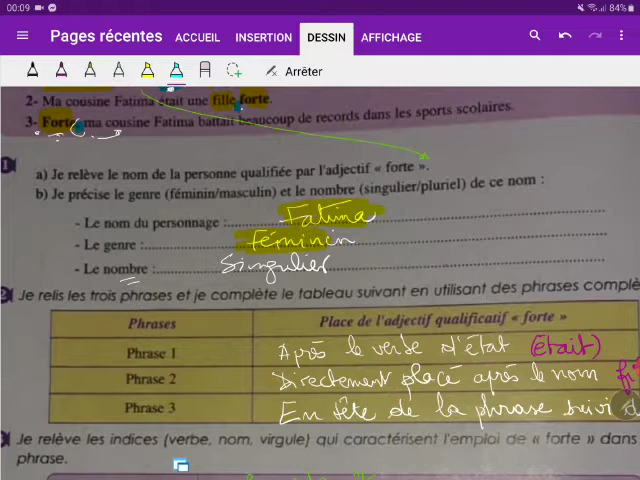 00:09 84%
Pages récentes ACCUEIL INSERTION DESSIN AFFICHAGE
Arrêter
2- Ma cousine Fatima était une fille forte.
3- Forte, ma cousine Fatima battait beaucoup de records dans les sports scolaires.
1
a) Je relève le nom de la personne qualifiée par l'adjectif « forte ».
b) Je précise le genre (féminin/masculin) et le nombre (singulier/pluriel) de ce nom :
- Le nom du personnage : Fatima
- Le genre : Féminin
- Le nombre : Singulier
2 Je relis les trois phrases et je complète le tableau suivant en utilisant des phrases complè
Phrases Place de l'adjectif qualificatif « forte »
Phrase 1 Après le verbe d'état (était)
Phrase 2 Directement placé après le nom
Phrase 3 En tête de la phrase suivi
3 Je relève les indices (verbe, nom, virgule) qui caractérisent l'emploi de « forte » dans
phrase.